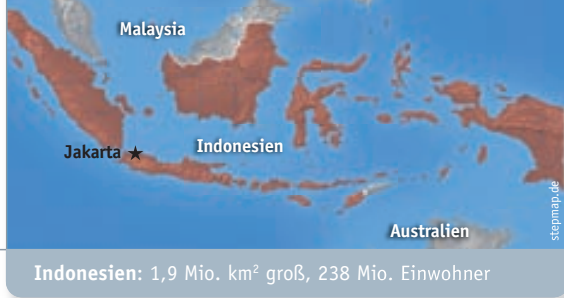 Malaysia
Indonesien
Jakarta
Australien
stepmap.de
Indonesien: 1,9 Mio. km² groß, 238 Mio. Einwohner